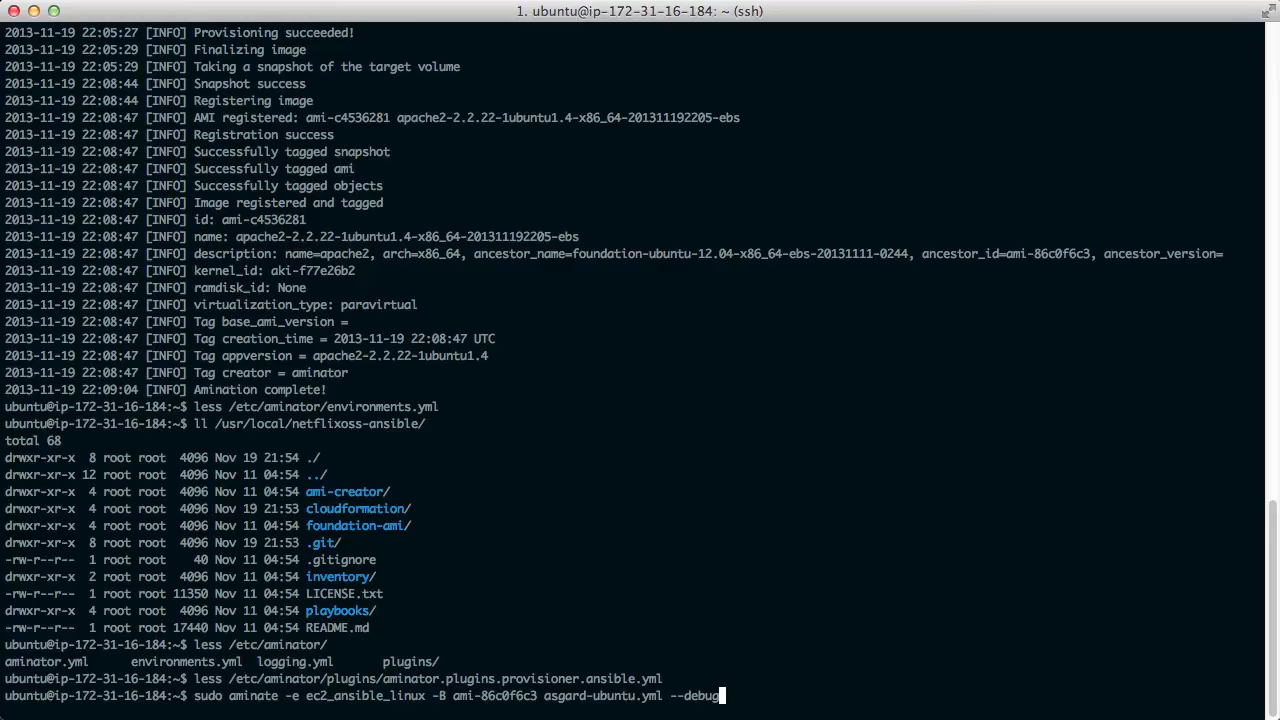 1. ubuntu@ip-172-31-16-184: ~ (ssh)
2013-11-19 22:05:27 [INFO] Provisioning succeeded!
2013-11-19 22:05:29 [INFO] Finalizing image
2013-11-19 22:05:29 [INFO] Taking a snapshot of the target volume
2013-11-19 22:08:44 [INFO] Snapshot success
2013-11-19 22:08:44 [INFO] Registering image
2013-11-19 22:08:47 [INFO] AMI registered: ami-c4536281 apache2-2.2.22-1ubuntu1.4-x86_64-201311192205-ebs
2013-11-19 22:08:47 [INFO] Registration success
2013-11-19 22:08:47 [INFO] Successfully tagged snapshot
2013-11-19 22:08:47 [INFO] Successfully tagged ami
2013-11-19 22:08:47 [INFO] Successfully tagged objects
2013-11-19 22:08:47 [INFO] Image registered and tagged
2013-11-19 22:08:47 [INFO] id: ami-c4536281
2013-11-19 22:08:47 [INFO] name: apache2-2.2.22-1ubuntu1.4-x86_64-201311192205-ebs
2013-11-19 22:08:47 [INFO] description: name=apache2, arch=x86_64, ancestor_name=foundation-ubuntu-12.04-x86_64-ebs-20131111-0244, ancestor_id=ami-86c0f6c3, ancestor_version=
2013-11-19 22:08:47 [INFO] kernel_id: aki-f77e26b2
2013-11-19 22:08:47 [INFO] ramdisk_id: None
2013-11-19 22:08:47 [INFO] virtualization_type: paravirtual
2013-11-19 22:08:47 [INFO] Tag base_ami_version =
2013-11-19 22:08:47 [INFO] Tag creation_time = 2013-11-19 22:08:47 UTC
2013-11-19 22:08:47 [INFO] Tag appversion = apache2-2.2.22-1ubuntu1.4
2013-11-19 22:08:47 [INFO] Tag creator = aminator
2013-11-19 22:09:04 [INFO] Amination complete!
ubuntu@ip-172-31-16-184:~$ less /etc/aminator/environments.yml
ubuntu@ip-172-31-16-184:~$ ll /usr/local/netflixoss-ansible/
total 68
drwxr-xr-x  8 root root  4096 Nov 19 21:54 ./
drwxr-xr-x 12 root root  4096 Nov 11 04:54 ../
drwxr-xr-x  4 root root  4096 Nov 11 04:54 ami-creator/
drwxr-xr-x  4 root root  4096 Nov 19 21:53 cloudformation/
drwxr-xr-x  4 root root  4096 Nov 11 04:54 foundation-ami/
drwxr-xr-x  8 root root  4096 Nov 19 21:53 .git/
-rw-r--r--  1 root root    40 Nov 11 04:54 .gitignore
drwxr-xr-x  2 root root  4096 Nov 11 04:54 inventory/
-rw-r--r--  1 root root 11350 Nov 11 04:54 LICENSE.txt
drwxr-xr-x  4 root root  4096 Nov 11 04:54 playbooks/
-rw-r--r--  1 root root 17440 Nov 11 04:54 README.md
ubuntu@ip-172-31-16-184:~$ less /etc/aminator/
aminator.yml      environments.yml  logging.yml       plugins/
ubuntu@ip-172-31-16-184:~$ less /etc/aminator/plugins/aminator.plugins.provisioner.ansible.yml
ubuntu@ip-172-31-16-184:~$ sudo aminate -e ec2_ansible_linux -B ami-86c0f6c3 asgard-ubuntu.yml --debug